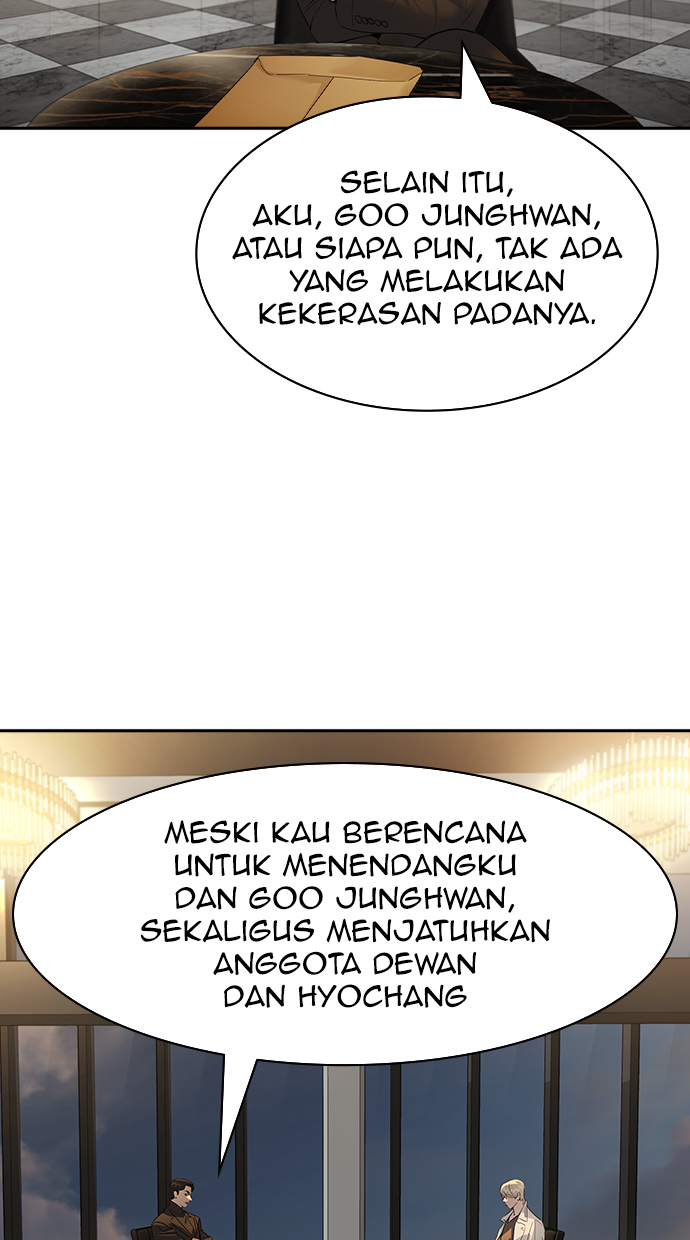 SELAIN ITU,
AKU, GOO JUNGHWAN,
ATAU SIAPA PUN, TAK ADA
YANG MELAKUKAN
KEKERASAN PADANYA.
MESKI KAU BERENCANA
UNTUK MENENDANGKU
DAN GOO JUNGHWAN,
SEKALIGUS MENJATUHKAN
ANGGOTA DEWAN
DAN HYOCHANG